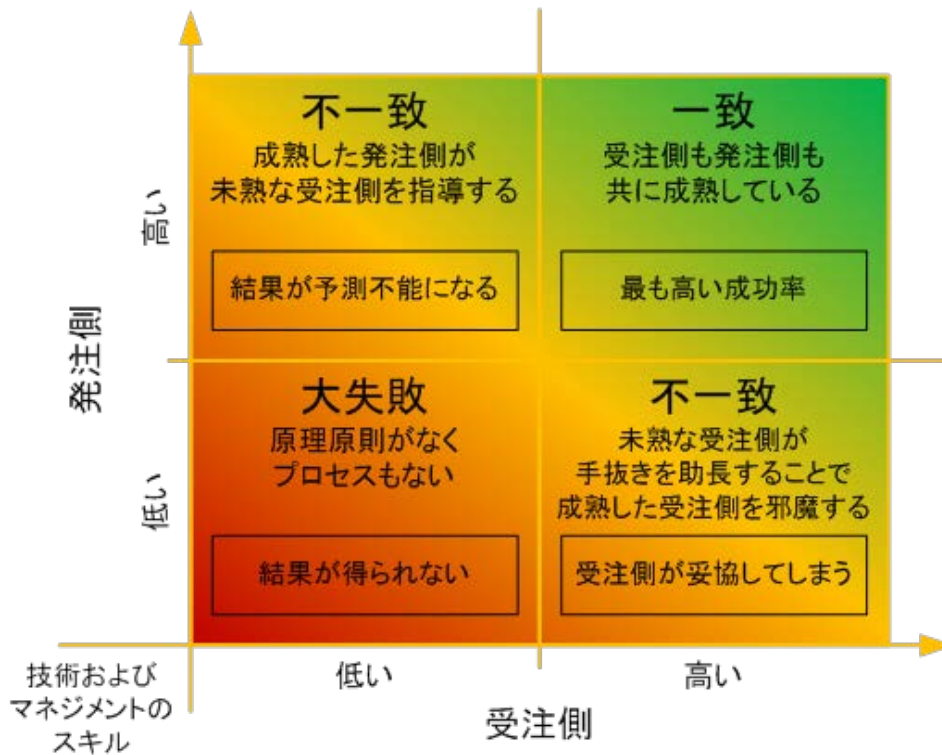 不一致
成熟した発注側が
未熟な受注側を指導する
結果が予測不能になる
一致
受注側も発注側も
共に成熟している
最も高い成功率
高い
発注側
低い
大失敗
原理原則がなく
プロセスもない
結果が得られない
不一致
未熟な受注側が
手抜きを助長することで
成熟した受注側を邪魔する
受注側が妥協してしまう
技術および
マネジメントの
スキル
低い
高い
受注側